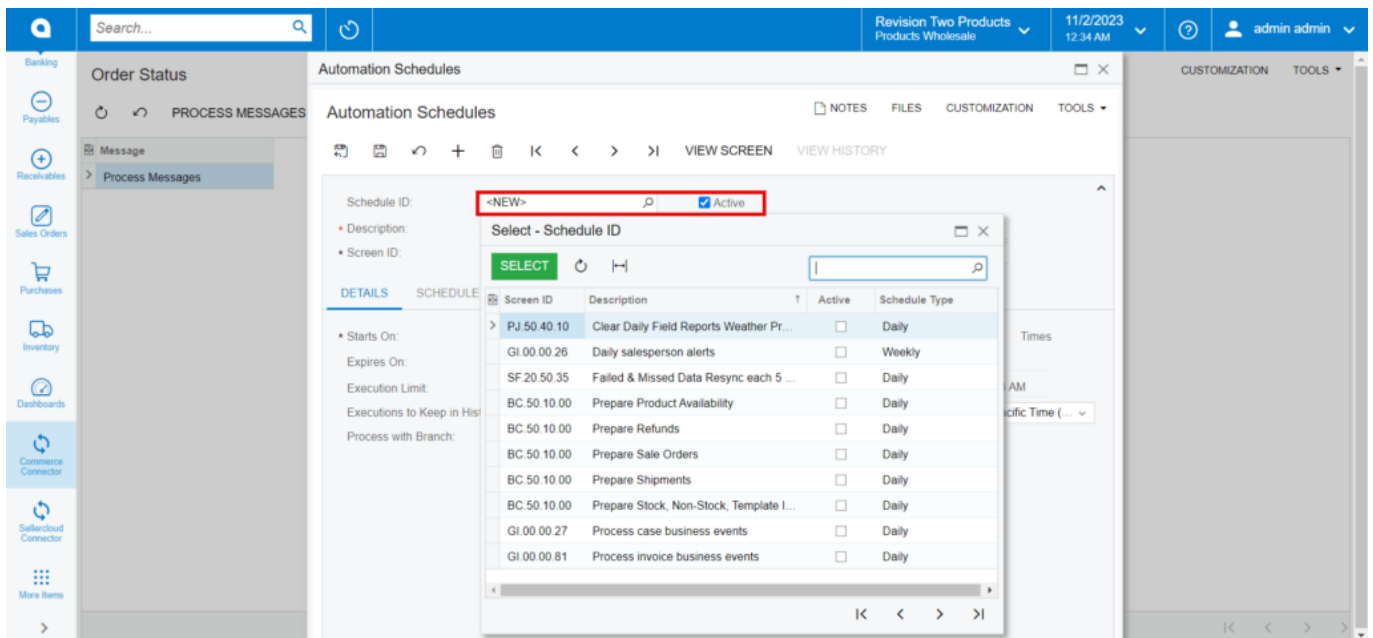 Search...
Revision Two Products
Products Wholesale
11/2/2023
12:34 AM
admin admin
Banking
Payables
Receivables
Sales Orders
Purchases
Inventory
Dashboards
Commerce
Connector
Sellercloud
Connector
More Items
Order Status
PROCESS MESSAGES
Message
Process Messages
CUSTOMIZATION TOOLS
Automation Schedules
Automation Schedules
NOTES FILES CUSTOMIZATION TOOLS
VIEW SCREEN VIEW HISTORY
Schedule ID: <NEW> Active
* Description:
* Screen ID:
DETAILS SCHEDULE
* Starts On:
Expires On:
Execution Limit:
Executions to Keep in Hist
Process with Branch:
Times
AM
cific Time (...
Select - Schedule ID
SELECT
Screen ID Description Active Schedule Type
PJ.50.40.10 Clear Daily Field Reports Weather Pr... Daily
GI.00.00.26 Daily salesperson alerts Weekly
SF.20.50.35 Failed & Missed Data Resync each 5 ... Daily
BC.50.10.00 Prepare Product Availability Daily
BC.50.10.00 Prepare Refunds Daily
BC.50.10.00 Prepare Sale Orders Daily
BC.50.10.00 Prepare Shipments Daily
BC.50.10.00 Prepare Stock, Non-Stock, Template I... Daily
GI.00.00.27 Process case business events Daily
GI.00.00.81 Process invoice business events Daily